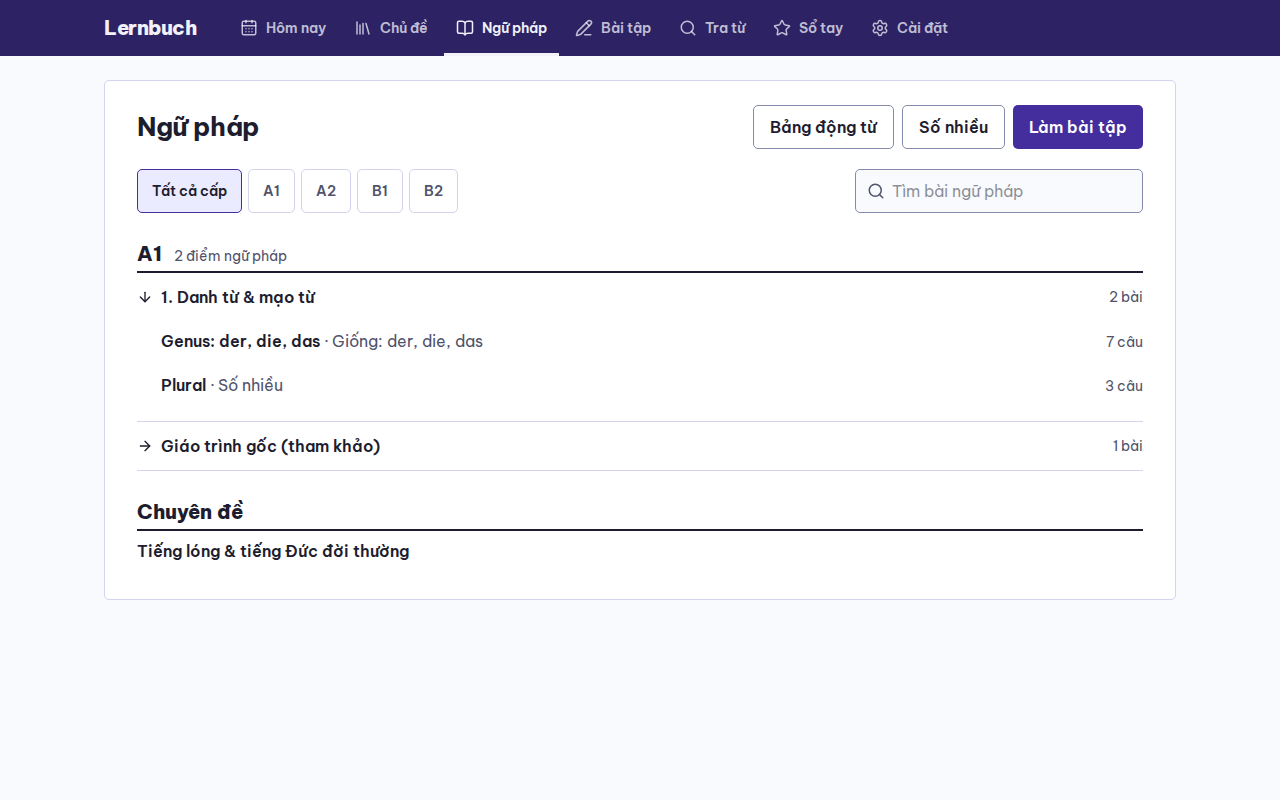 Lernbuch Hôm nay Chủ đề Ngữ pháp Bài tập Tra từ Sổ tay Cài đặt
Ngữ pháp Bảng động từ Số nhiều Làm bài tập
Tất cả cấp A1 A2 B1 B2 Tìm bài ngữ pháp
A1 2 điểm ngữ pháp
1. Danh từ & mạo từ 2 bài
Genus: der, die, das · Giống: der, die, das 7 câu
Plural · Số nhiều 3 câu
Giáo trình gốc (tham khảo) 1 bài
Chuyên đề
Tiếng lóng & tiếng Đức đời thường